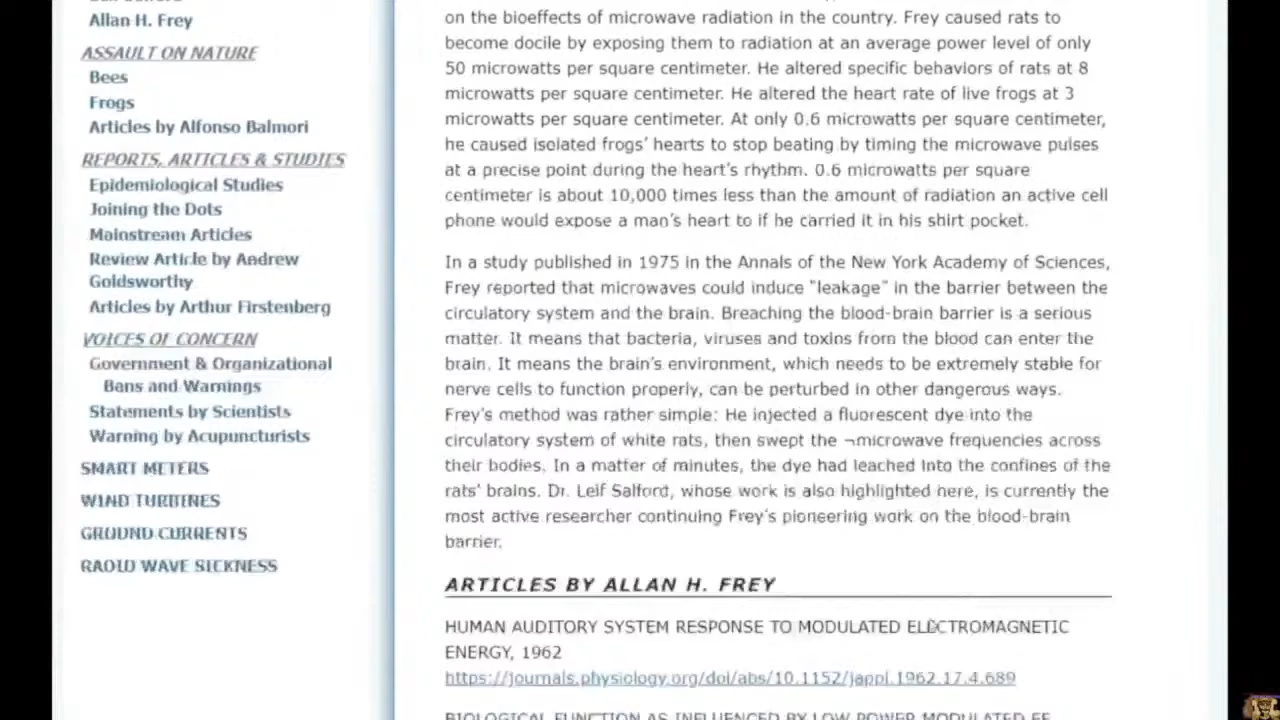 Allan H. Frey
ASSAULT ON NATURE
Bees
Frogs
Articles by Alfonso Balmori
REPORTS, ARTICLES & STUDIES
Epidemiological Studies
Joining the Dots
Mainstream Articles
Review Article by Andrew
Goldsworthy
Articles by Arthur Firstenberg
VOICES OF CONCERN
Government & Organizational
Bans and Warnings
Statements by Scientists
Warning by Acupuncturists
SMART METERS
WIND TURBINES
GROUND CURRENTS
RADIO WAVE SICKNESS
on the bioeffects of microwave radiation in the country. Frey caused rats to
become docile by exposing them to radiation at an average power level of only
50 microwatts per square centimeter. He altered specific behaviors of rats at 8
microwatts per square centimeter. He altered the heart rate of live frogs at 3
microwatts per square centimeter. At only 0.6 microwatts per square centimeter,
he caused isolated frogs' hearts to stop beating by timing the microwave pulses
at a precise point during the heart's rhythm. 0.6 microwatts per square
centimeter is about 10,000 times less than the amount of radiation an active cell
phone would expose a man's heart to if he carried it in his shirt pocket.
In a study published in 1975 in the Annals of the New York Academy of Sciences,
Frey reported that microwaves could induce "leakage" in the barrier between the
circulatory system and the brain. Breaching the blood-brain barrier is a serious
matter. It means that bacteria, viruses and toxins from the blood can enter the
brain. It means the brain's environment, which needs to be extremely stable for
nerve cells to function properly, can be perturbed in other dangerous ways.
Frey's method was rather simple: He injected a fluorescent dye into the
circulatory system of white rats, then swept the ¬microwave frequencies across
their bodies. In a matter of minutes, the dye had leached into the confines of the
rats' brains. Dr. Leif Salford, whose work is also highlighted here, is currently the
most active researcher continuing Frey's pioneering work on the blood-brain
barrier.
ARTICLES BY ALLAN H. FREY
HUMAN AUDITORY SYSTEM RESPONSE TO MODULATED ELECTROMAGNETIC
ENERGY, 1962
https://journals.physiology.org/doi/abs/10.1152/jappl.1962.17.4.689
BIOLOGICAL FUNCTION AS INFLUENCED BY LOW POWER MODULATED RF